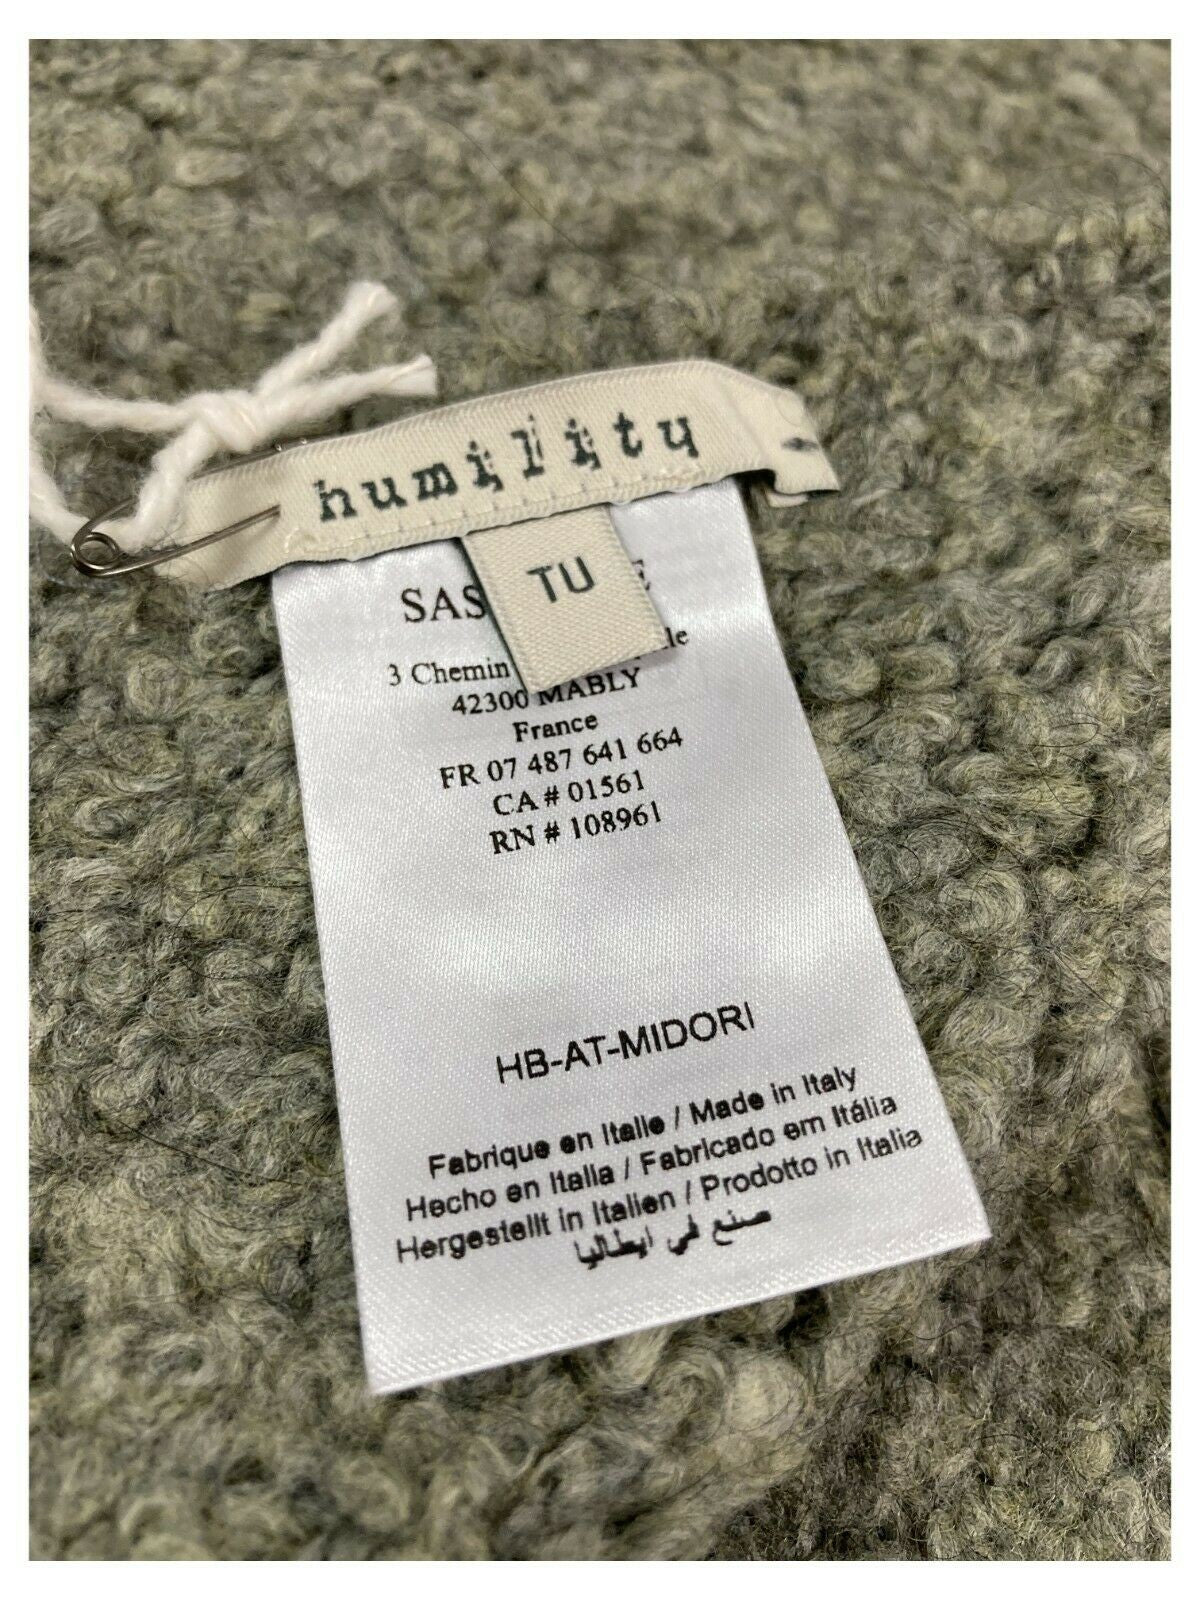 humility
TU
SAS
3 Chemin
42300 MABLY
France
FR 07 487 641 664
CA # 01561
RN # 108961
HB-AT-MIDORI
Fabrique en Italie / Made in Italy
Hecho en Italia / Fabricado em Itália
Hergestellt in Italien / Prodotto in Italia
صنع في ايطاليا